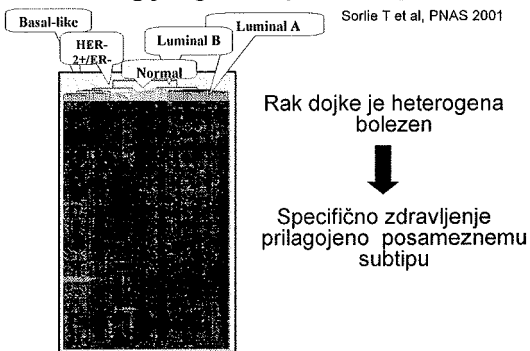 Sorlie T et al, PNAS 2001
Basal-like
HER-
2+/ER-
Normal
Luminal B
Luminal A
Rak dojke je heterogena
bolezen
Specifično zdravljenje
prilagojeno posameznemu
subtipu